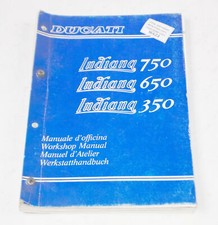 DUCATI
Indiana 750
Indiana 650
Indiana 350
Manuale d'officina
Workshop Manual
Manuel d'Atelier
Werkstatthandbuch